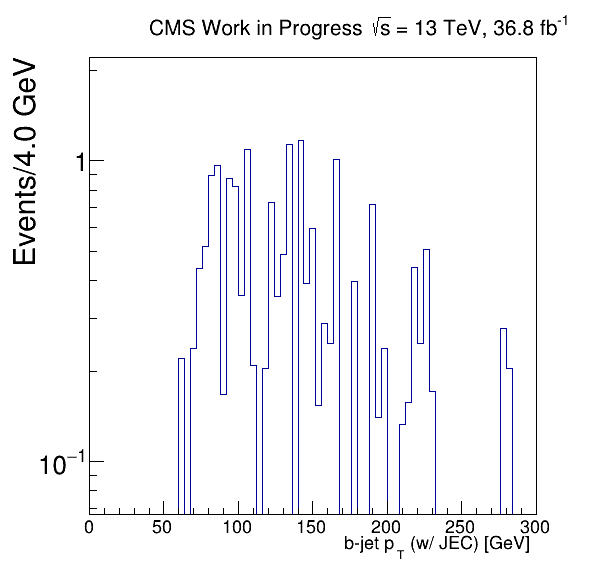 CMS Work in Progress √s = 13 TeV, 36.8 fb⁻¹
Events/4.0 GeV
1
10⁻¹
0 50 100 150 200 250 300
b-jet p_T (w/ JEC) [GeV]